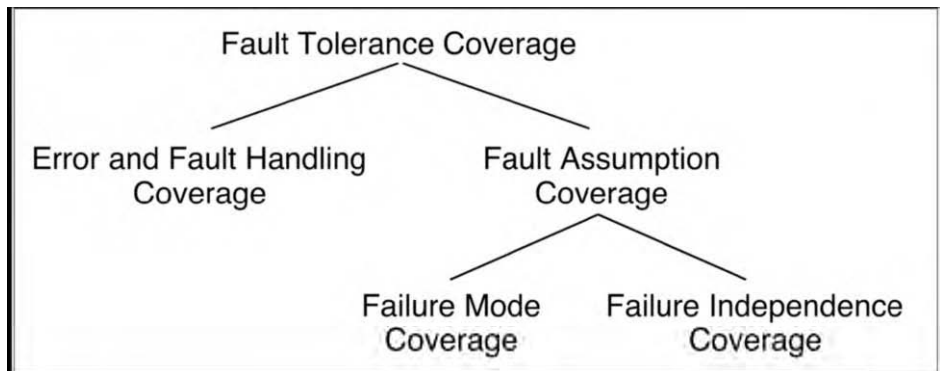 Fault Tolerance Coverage
Error and Fault Handling
Coverage
Fault Assumption
Coverage
Failure Mode
Coverage
Failure Independence
Coverage